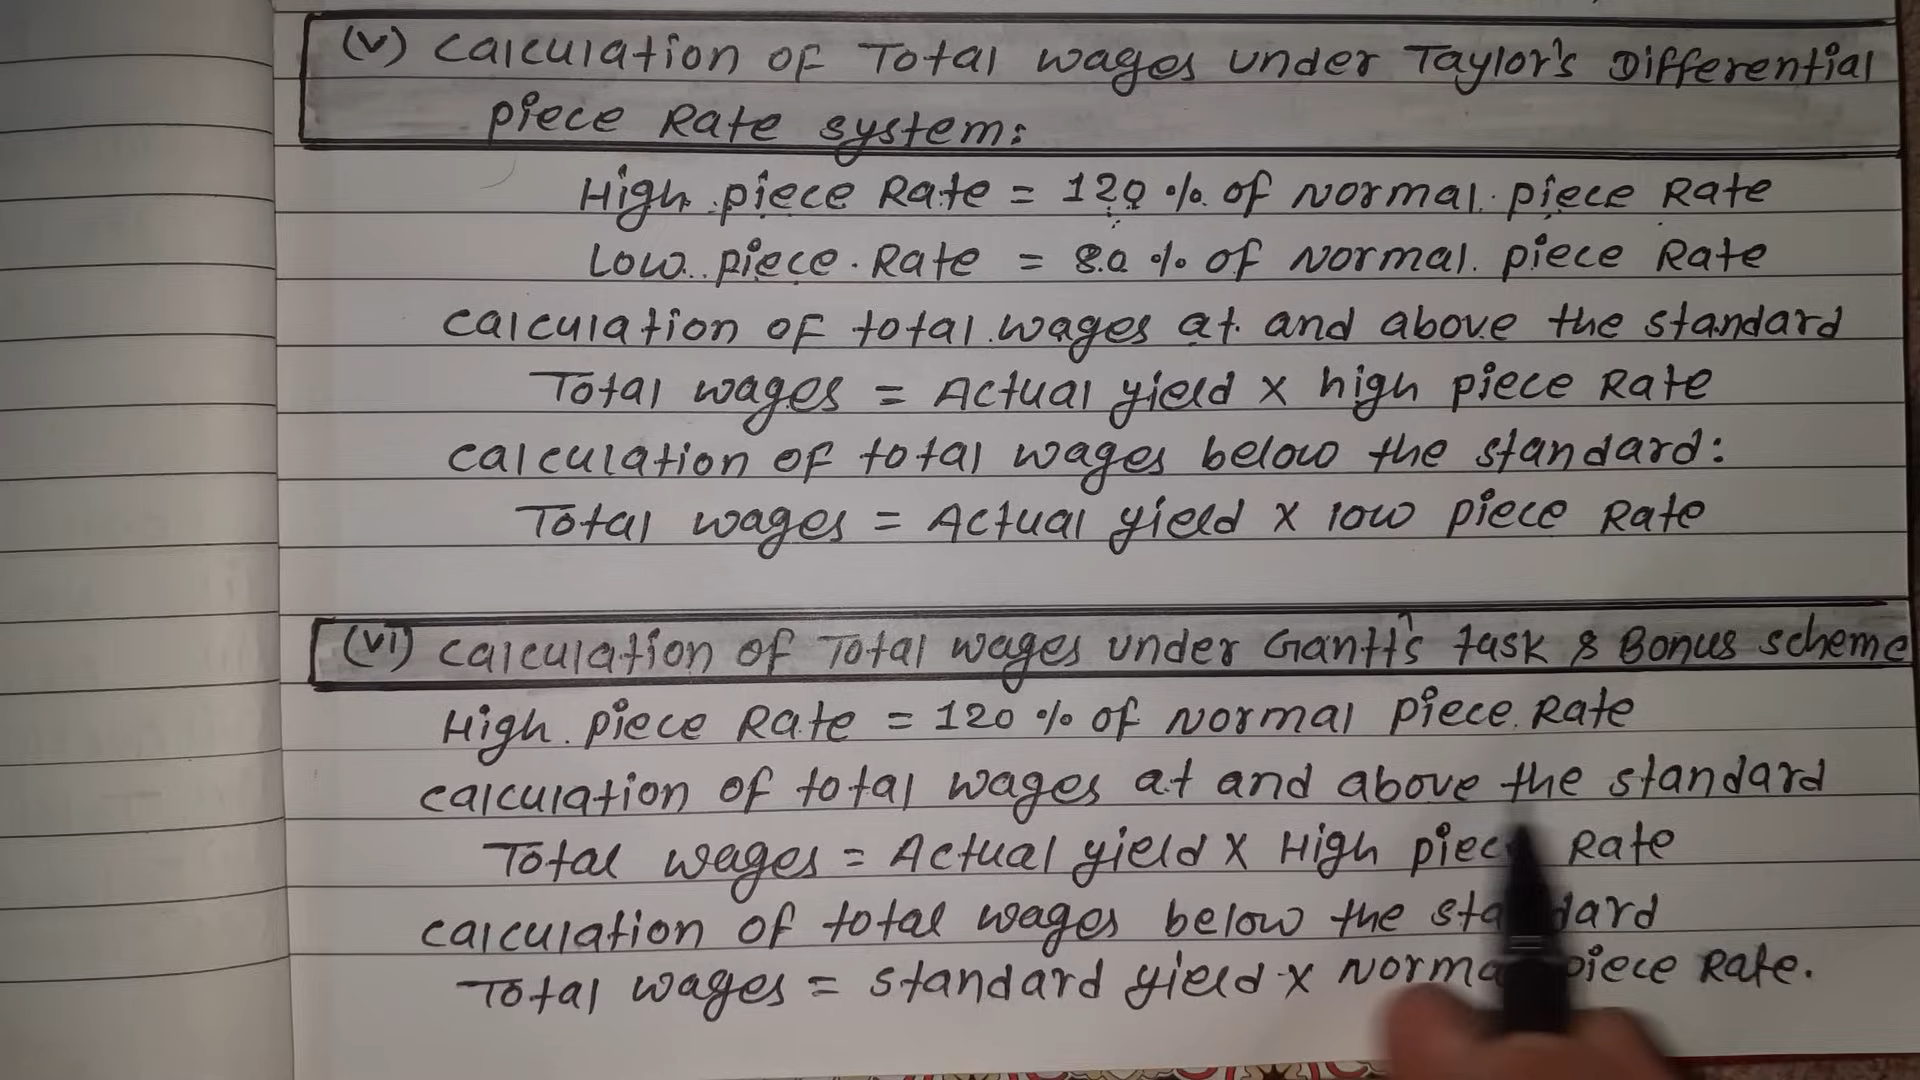 (v) Calculation of Total wages under Taylor's Differential
piece Rate system:
High piece Rate = 120 % of Normal piece Rate
Low piece Rate = 80 % of Normal piece Rate
calculation of total wages at and above the standard
Total wages = Actual yield x high piece Rate
calculation of total wages below the standard:
Total wages = Actual yield x low piece Rate
(vi) calculation of Total wages under Gantt's task & Bonus scheme
High piece Rate = 120 % of Normal piece Rate
calculation of total wages at and above the standard
Total wages = Actual yield x High piece Rate
calculation of total wages below the standard
Total wages = standard yield x Normal piece Rate.